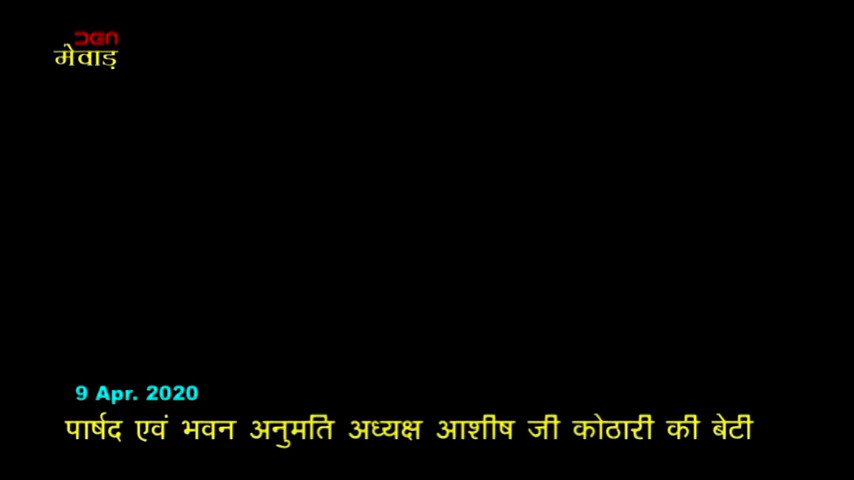 DEN
मेवाड़
9 Apr. 2020
पार्षद एवं भवन अनुमति अध्यक्ष आशीष जी कोठारी की बेटी